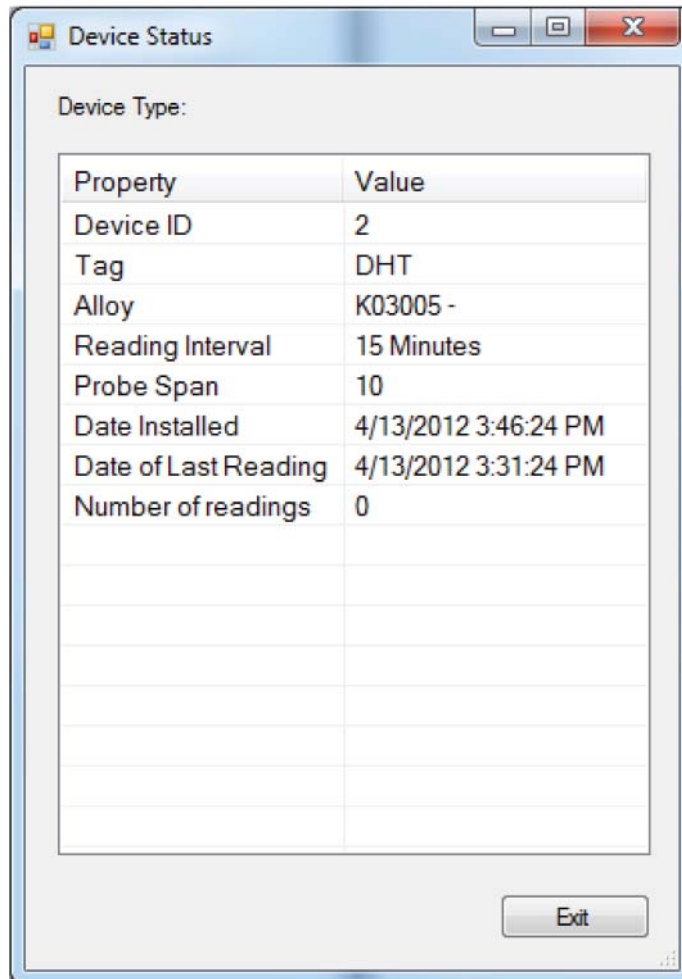 Device Status
Device Type:
Property Value
Device ID 2
Tag DHT
Alloy K03005 -
Reading Interval 15 Minutes
Probe Span 10
Date Installed 4/13/2012 3:46:24 PM
Date of Last Reading 4/13/2012 3:31:24 PM
Number of readings 0
Exit